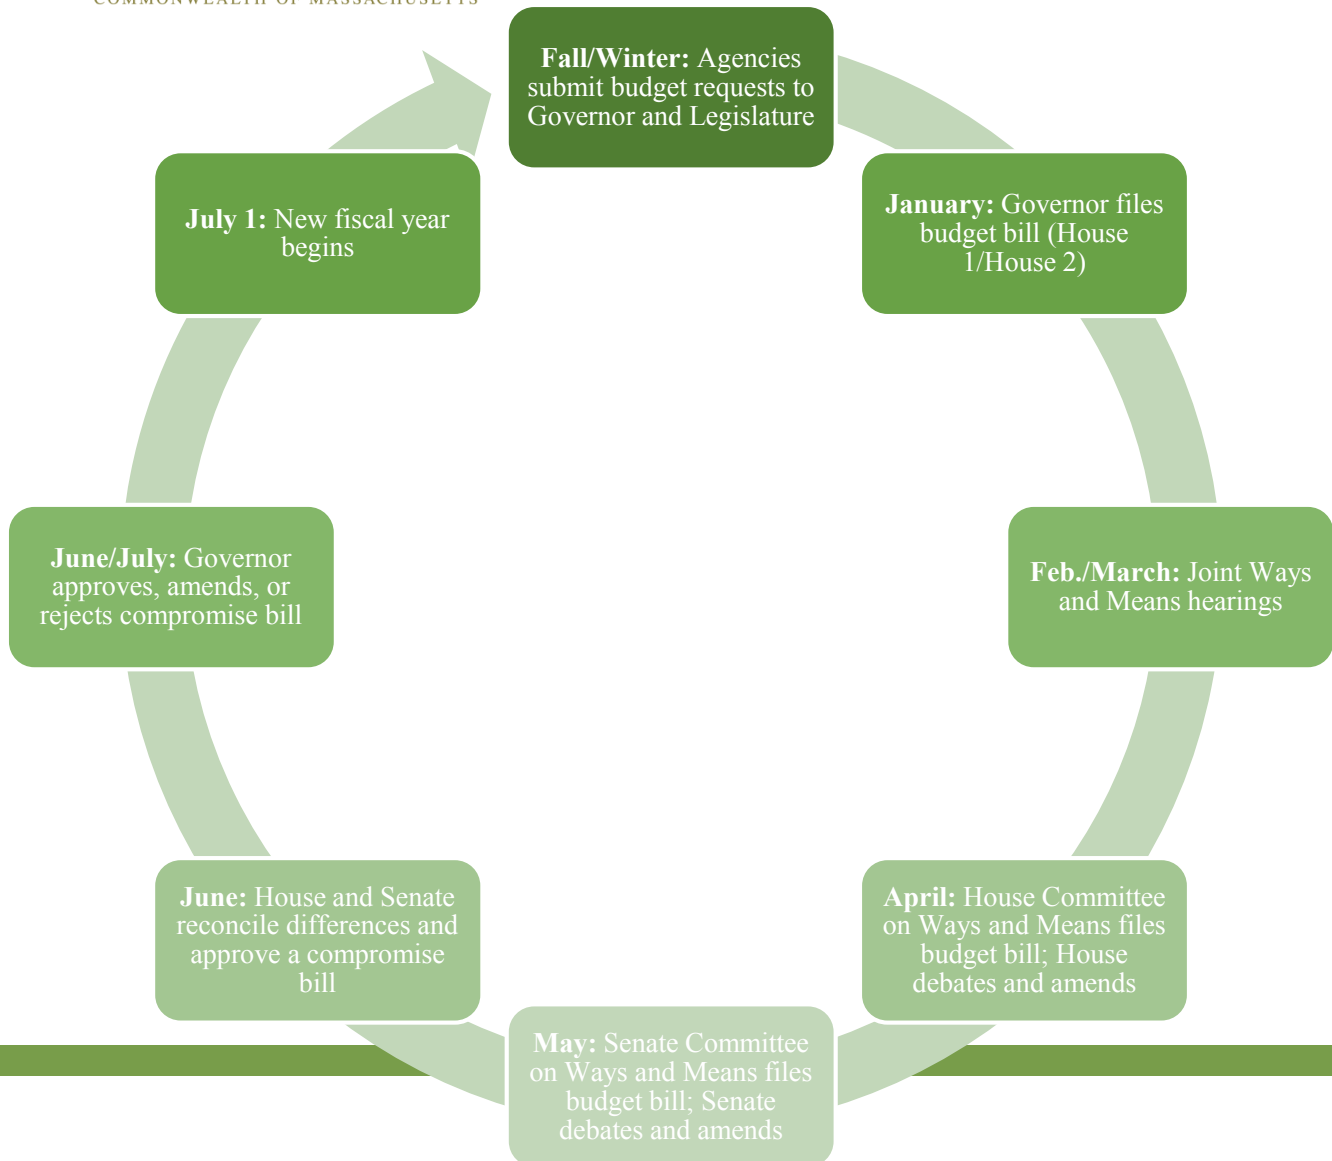 COMMONWEALTH OF MASSACHUSETTS
Fall/Winter: Agencies
submit budget requests to
Governor and Legislature
January: Governor files
budget bill (House
1/House 2)
Feb./March: Joint Ways
and Means hearings
April: House Committee
on Ways and Means files
budget bill; House
debates and amends
May: Senate Committee
on Ways and Means files
budget bill; Senate
debates and amends
June: House and Senate
reconcile differences and
approve a compromise
bill
June/July: Governor
approves, amends, or
rejects compromise bill
July 1: New fiscal year
begins